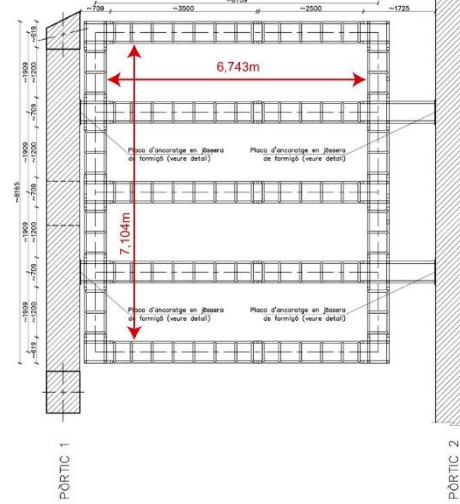 ~709
~3500
~2500
~1725
~619
~1909
~1200
6,743m
~709
Placa d'ancoratge en jàssera
de formigó (veure detall)
Placa d'ancoratge en jàssera
de formigó (veure detall)
~1909
~1200
~8165
~709
7,104m
~1909
~1200
~709
Placa d'ancoratge en jàssera
de formigó (veure detall)
Placa d'ancoratge en jàssera
de formigó (veure detall)
~1909
~1200
~619
PÒRTIC 1
PÒRTIC 2